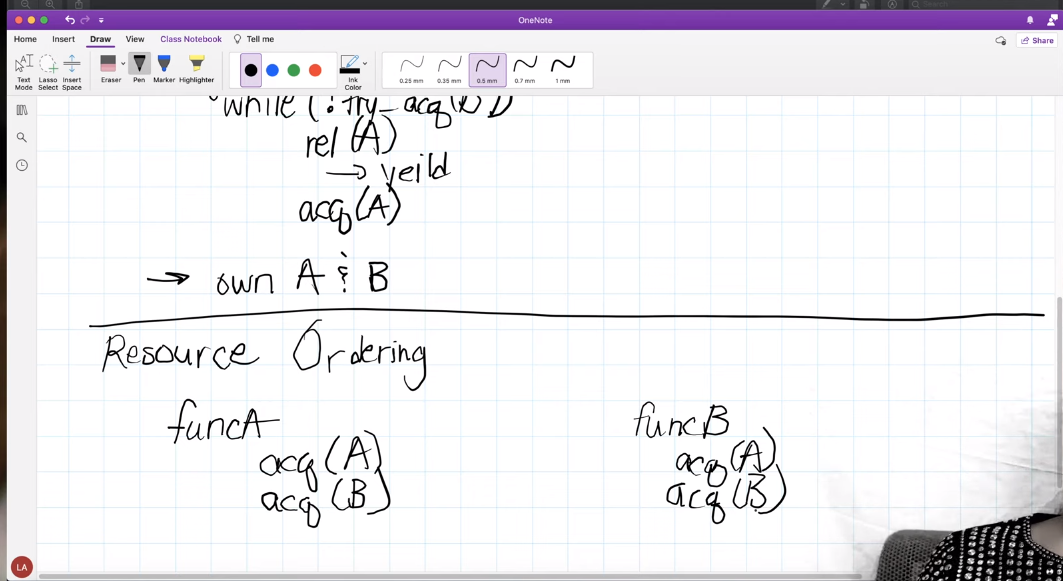 Search
OneNote
Home Insert Draw View Class Notebook Tell me
Share
Text Mode
Lasso Select
Insert Space
Eraser
Pen
Marker
Highlighter
Ink Color
0.25 mm
0.35 mm
0.5 mm
0.7 mm
1 mm
while (!try_acq(B))
rel (A)
→ yeild
acq (A)
→ own A & B
Resource Ordering
funcA
acq (A)
acq (B)
funcB
acq (A)
acq (B)
LA